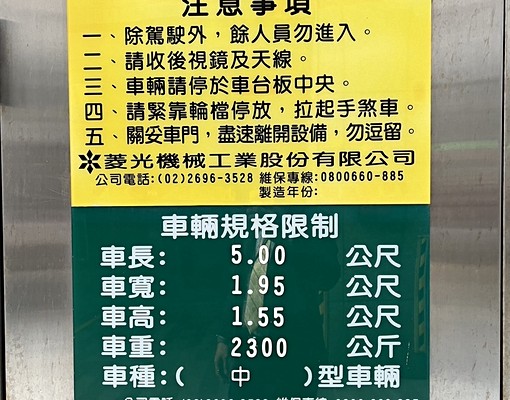 注意事項
一、除駕駛外，餘人員勿進入。
二、請收後視鏡及天線。
三、車輛請停於車台板中央。
四、請緊靠輪檔停放，拉起手煞車。
五、關妥車門，盡速離開設備，勿逗留。
菱光機械工業股份有限公司
公司電話:(02)2696-3528 維保專線:0800660-885
製造年份:
車輛規格限制
車長: 5.00 公尺
車寬: 1.95 公尺
車高: 1.55 公尺
車重: 2300 公斤
車種:( 中 )型車輛